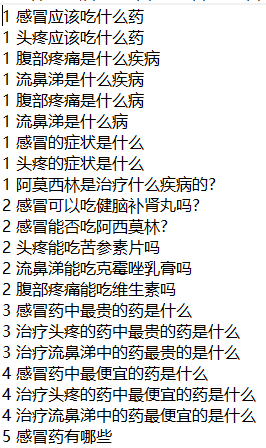 1 感冒应该吃什么药
1 头疼应该吃什么药
1 腹部疼痛是什么疾病
1 流鼻涕是什么疾病
1 腹部疼痛是什么病
1 流鼻涕是什么病
1 感冒的症状是什么
1 头疼的症状是什么
1 阿莫西林是治疗什么疾病的?
2 感冒可以吃健脑补肾丸吗?
2 感冒能否吃阿西莫林?
2 头疼能吃苦参素片吗
2 流鼻涕能吃克霉唑乳膏吗
2 腹部疼痛能吃维生素吗
3 感冒药中最贵的药是什么
3 治疗头疼的药中最贵的药是什么
3 治疗流鼻涕中的药最贵的是什么
4 感冒药中最便宜的药是什么
4 治疗头疼的药中最便宜的药是什么
4 治疗流鼻涕中的药最便宜的是什么
5 感冒药有哪些